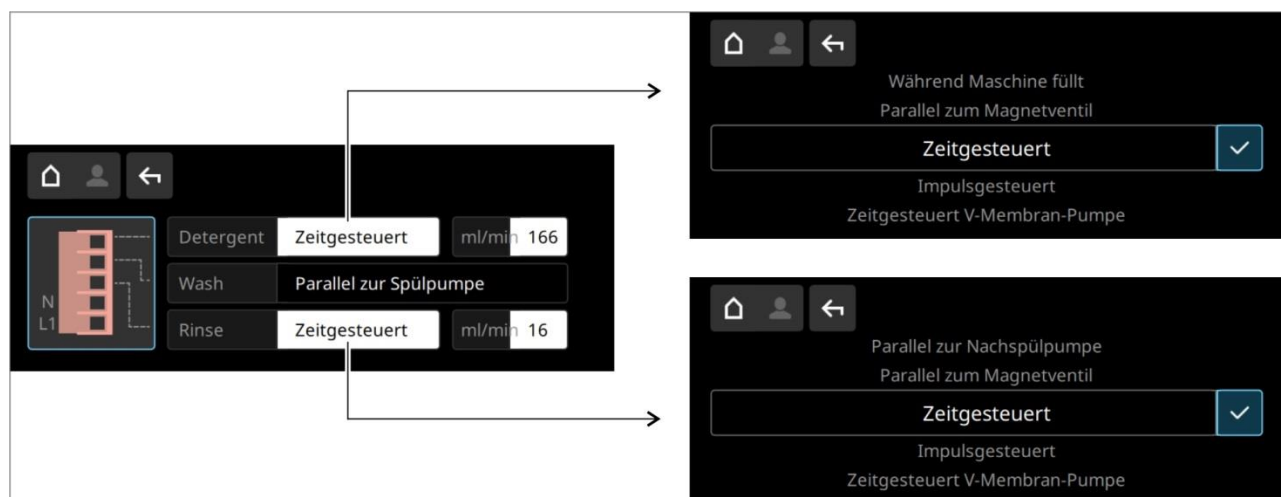 Detergent Zeitgesteuert ml/min 166
Wash Parallel zur Spülpumpe
N
L1
Rinse Zeitgesteuert ml/min 16
Während Maschine füllt
Parallel zum Magnetventil
Zeitgesteuert
Impulsgesteuert
Zeitgesteuert V-Membran-Pumpe
Parallel zur Nachspülpumpe
Parallel zum Magnetventil
Zeitgesteuert
Impulsgesteuert
Zeitgesteuert V-Membran-Pumpe